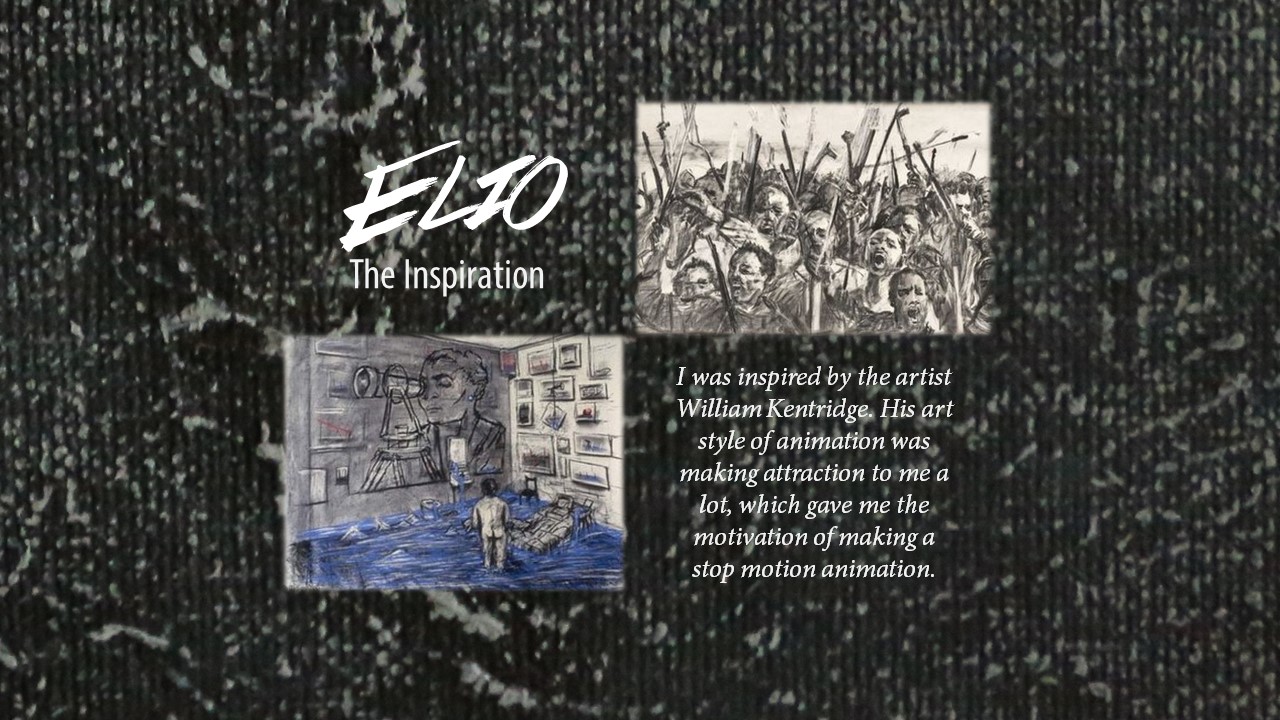 ELIO
The Inspiration
I was inspired by the artist
William Kentridge. His art
style of animation was
making attraction to me a
lot, which gave me the
motivation of making a
stop motion animation.